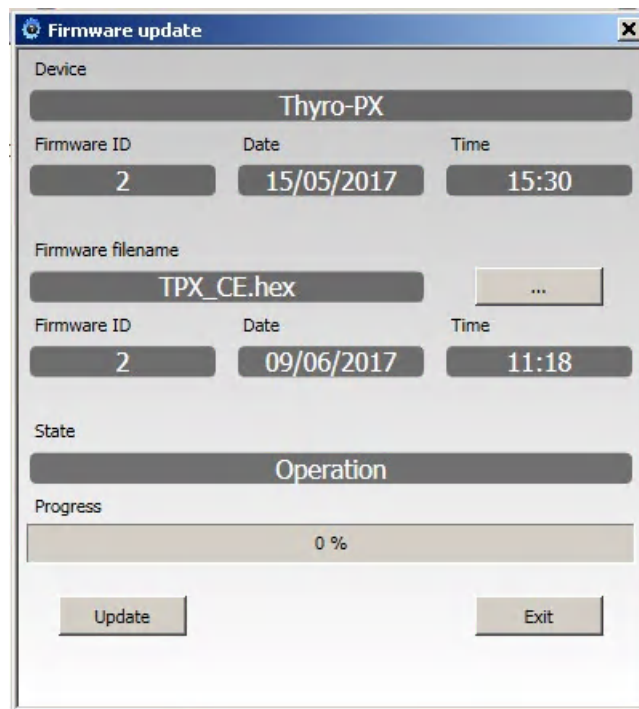 Firmware update
Device
Thyro-PX
Firmware ID Date Time
2 15/05/2017 15:30
Firmware filename
TPX_CE.hex ...
Firmware ID Date Time
2 09/06/2017 11:18
State
Operation
Progress
0 %
Update Exit